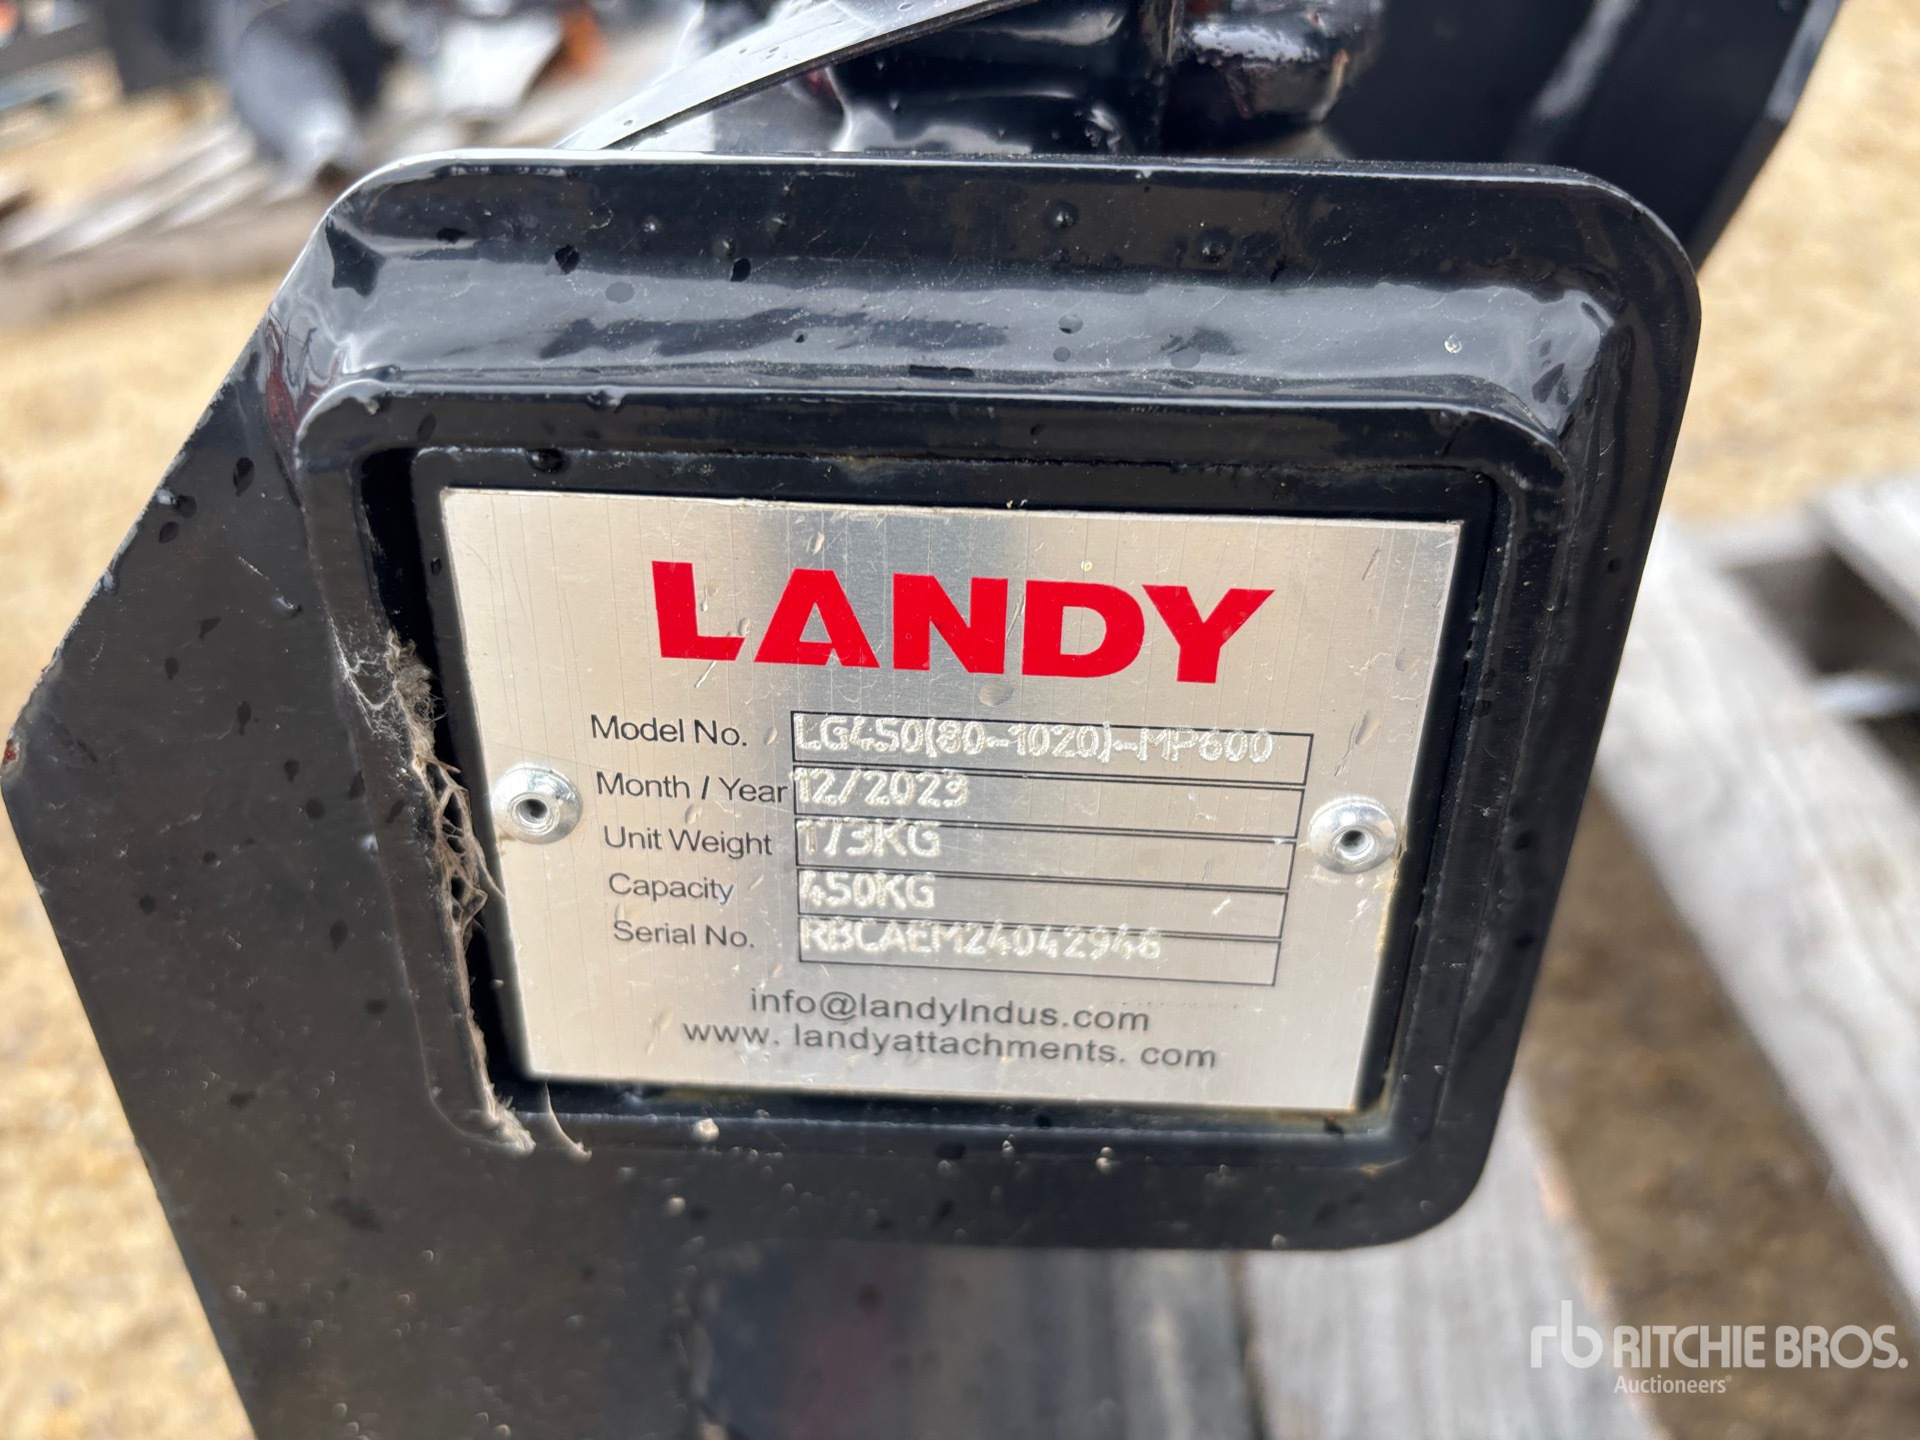 LANDY
Model No. LG450(80-1020)-MP600
Month / Year 12/2023
Unit Weight 173KG
Capacity 450KG
Serial No. RBCAEM24042946
info@landyIndus.com
www. landyattachments. com
rb RITCHIE BROS.
Auctioneers